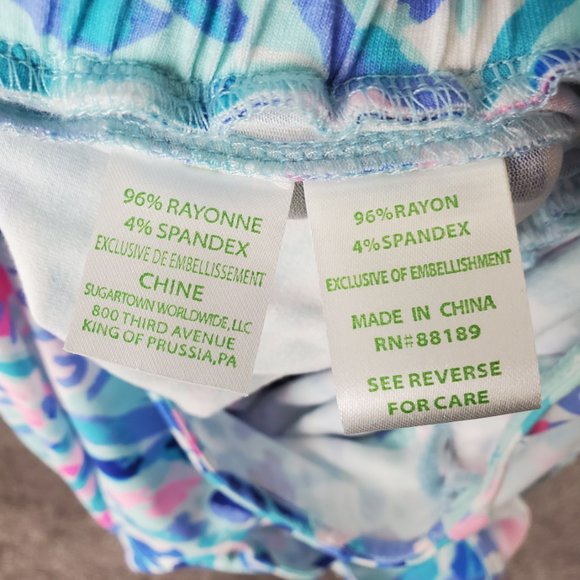 96% RAYONNE
4% SPANDEX
EXCLUSIVE DE EMBELLISSEMENT
CHINE
SUGARTOWN WORLDWIDE, LLC
800 THIRD AVENUE
KING OF PRUSSIA,PA
96%RAYON
4%SPANDEX
EXCLUSIVE OF EMBELLISHMENT
MADE IN CHINA
RN#88189
SEE REVERSE
FOR CARE